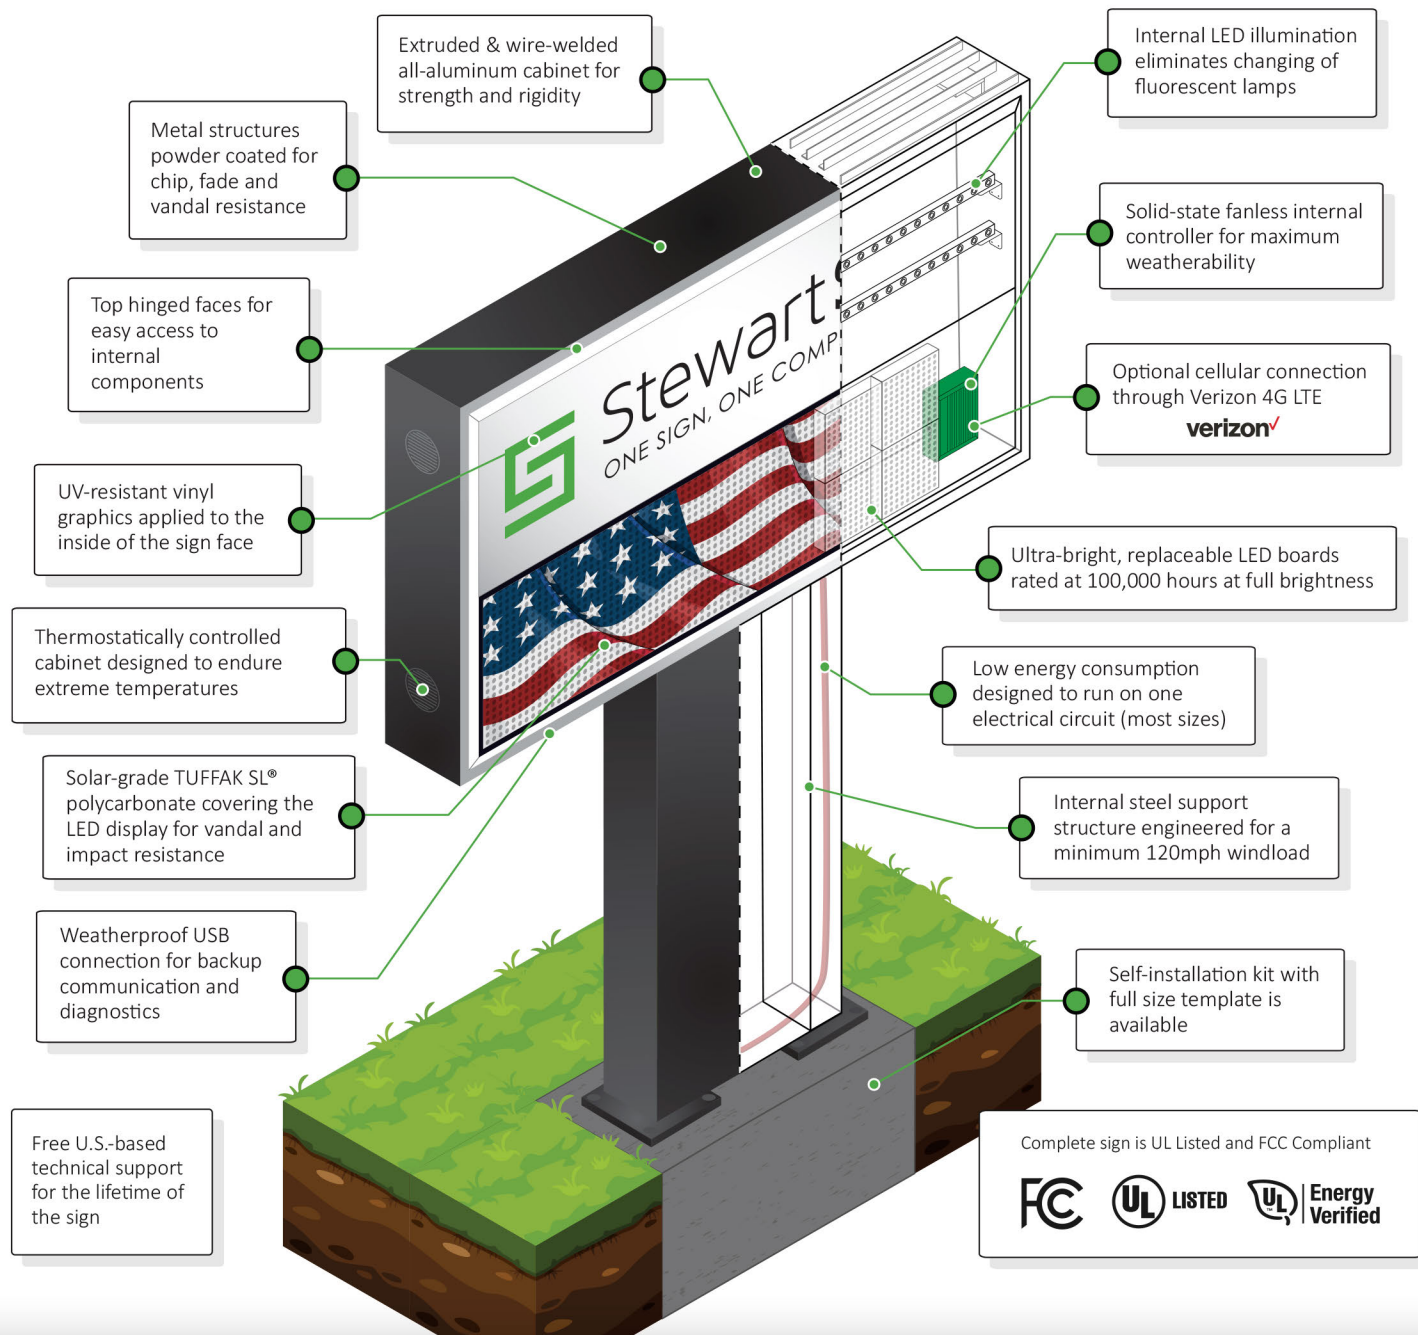 Extruded & wire-welded
all-aluminum cabinet for
strength and rigidity
Metal structures
powder coated for
chip, fade and
vandal resistance
Top hinged faces for
easy access to
internal
components
UV-resistant vinyl
graphics applied to the
inside of the sign face
Thermostatically controlled
cabinet designed to endure
extreme temperatures
Solar-grade TUFFAK SL®
polycarbonate covering the
LED display for vandal and
impact resistance
Weatherproof USB
connection for backup
communication and
diagnostics
Free U.S.-based
technical support
for the lifetime of
the sign
Stewart S
ONE SIGN, ONE COMP
Internal LED illumination
eliminates changing of
fluorescent lamps
Solid-state fanless internal
controller for maximum
weatherability
Optional cellular connection
through Verizon 4G LTE
verizon✓
Ultra-bright, replaceable LED boards
rated at 100,000 hours at full brightness
Low energy consumption
designed to run on one
electrical circuit (most sizes)
Internal steel support
structure engineered for a
minimum 120mph windload
Self-installation kit with
full size template is
available
Complete sign is UL Listed and FCC Compliant
FC UL LISTED UL ™ Energy
Verified